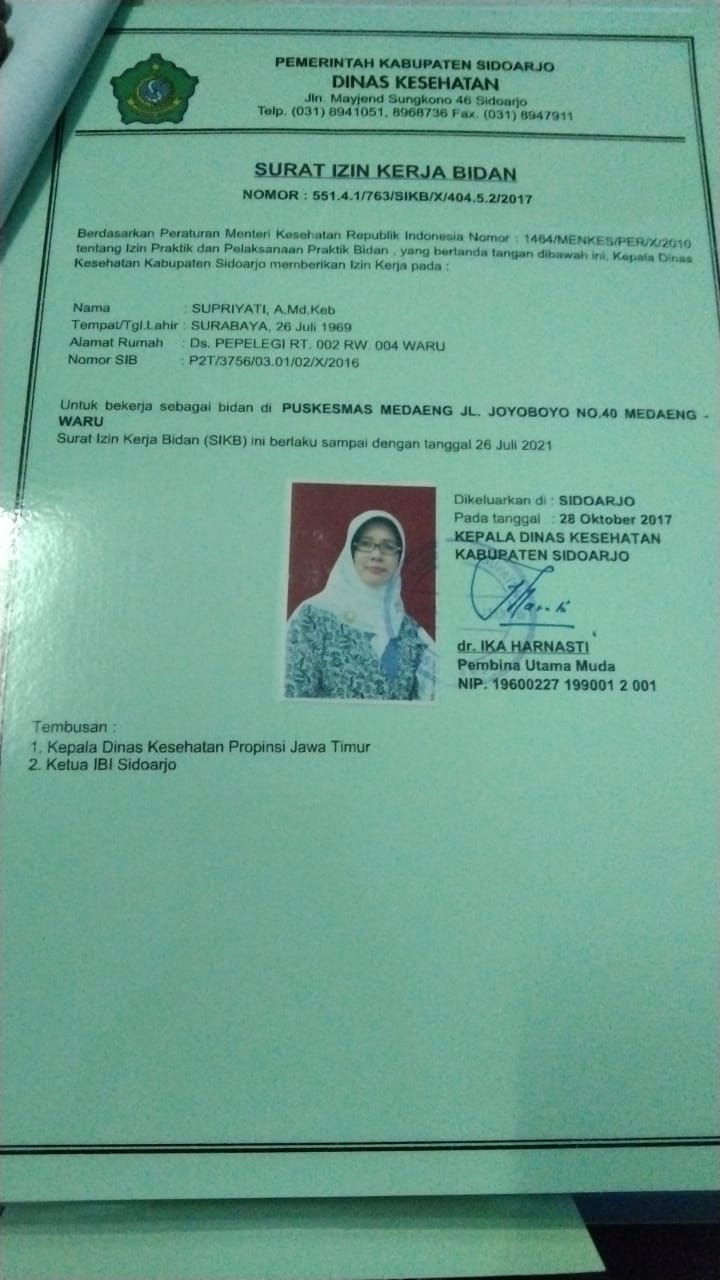 PEMERINTAH KABUPATEN SIDOARJO
DINAS KESEHATAN
Jln. Mayjend Sungkono 46 Sidoarjo
Telp. (031) 8941051, 8968736 Fax. (031) 8947911
SURAT IZIN KERJA BIDAN
NOMOR : 551.4.1/763/SIKB/X/404.5.2/2017
Berdasarkan Peraturan Menteri Kesehatan Republik Indonesia Nomor : 1464/MENKES/PER/X/2010
tentang Izin Praktik dan Pelaksanaan Praktik Bidan , yang bertanda tangan dibawah ini, Kepala Dinas
Kesehatan Kabupaten Sidoarjo memberikan Izin Kerja pada :
Nama : SUPRIYATI, A.Md.Keb
Tempat/Tgl.Lahir : SURABAYA, 26 Juli 1969
Alamat Rumah : Ds. PEPELEGI RT. 002 RW. 004 WARU
Nomor SIB : P2T/3756/03.01/02/X/2016
Untuk bekerja sebagai bidan di PUSKESMAS MEDAENG JL. JOYOBOYO NO.40 MEDAENG -
WARU
Surat Izin Kerja Bidan (SIKB) ini berlaku sampai dengan tanggal 26 Juli 2021
Dikeluarkan di : SIDOARJO
Pada tanggal : 28 Oktober 2017
KEPALA DINAS KESEHATAN
KABUPATEN SIDOARJO
dr. IKA HARNASTI
Pembina Utama Muda
NIP. 19600227 199001 2 001
Tembusan :
1. Kepala Dinas Kesehatan Propinsi Jawa Timur
2. Ketua IBI Sidoarjo